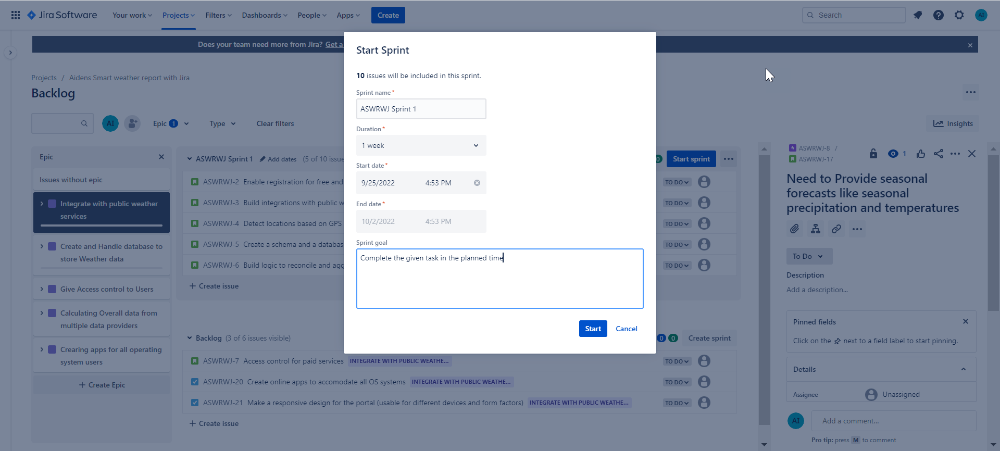 Jira Software
Your work
Projects
Filters
Dashboards
People
Apps
Create
Search
AI
Does your team need more from Jira? Get a
Projects / Aidens Smart weather report with Jira
Backlog
AI
Epic 1
Type
Clear filters
Insights
Epic
Issues without epic
Integrate with public weather
services
Create and Handle database to
store Weather data
Give Access control to Users
Calculating Overall data from
multiple data providers
Crearing apps for all operating
system users
+ Create Epic
ASWRWJ Sprint 1 Add dates (5 of 10 issue
0 Start sprint
ASWRWJ-2 Enable registration for free and
TO DO
ASWRWJ-3 Build integrations with public w
TO DO
ASWRWJ-4 Detect locations based on GPS
TO DO
ASWRWJ-5 Create a schema and a databas
TO DO
ASWRWJ-6 Build logic to reconcile and agg
TO DO
+ Create issue
Backlog (3 of 6 issues visible)
0 0 Create sprint
ASWRWJ-7 Access control for paid services INTEGRATE WITH PUBLIC WEATHE...
TO DO
ASWRWJ-20 Create online apps to accomodate all OS systems INTEGRATE WITH PUBLIC WEATHE...
TO DO
ASWRWJ-21 Make a responsive design for the portal (usable for different devices and form factors) INTEGRATE WITH PUBLIC WEATHE...
TO DO
+ Create issue
Start Sprint
10 issues will be included in this sprint.
Sprint name*
ASWRWJ Sprint 1
Duration*
1 week
Start date*
9/25/2022 4:53 PM
End date*
10/2/2022 4:53 PM
Sprint goal
Complete the given task in the planned time
Start
Cancel
ASWRWJ-8 /
ASWRWJ-17
1
Need to Provide seasonal
forecasts like seasonal
precipitation and temperatures
To Do
Description
Add a description...
Pinned fields
Click on the next to a field label to start pinning.
Details
Assignee
Unassigned
AI
Add a comment...
Pro tip: press M to comment